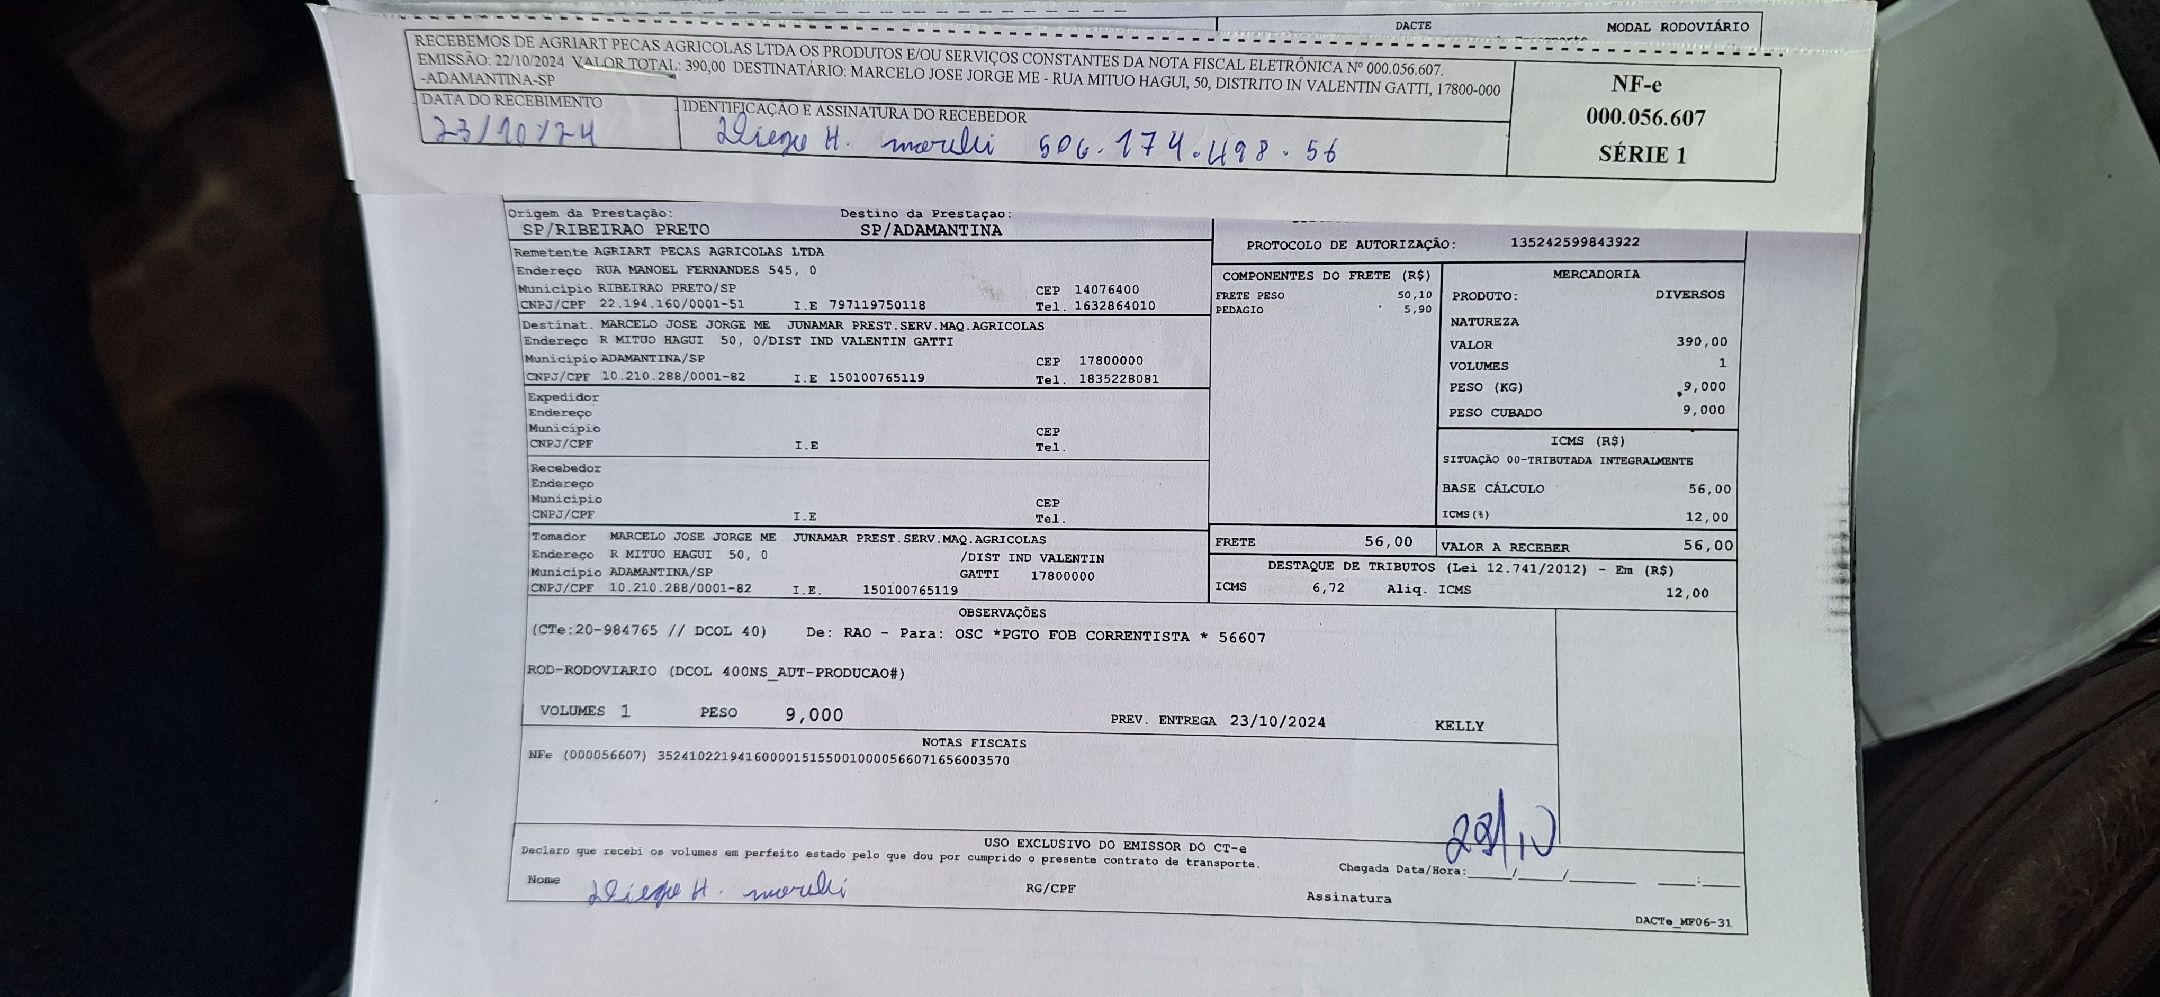 DACTE MODAL RODOVIÁRIO
RECEBEMOS DE AGRIART PECAS AGRICOLAS LTDA OS PRODUTOS E/OU SERVIÇOS CONSTANTES DA NOTA FISCAL ELETRÔNICA Nº 000.056.607.
EMISSÃO: 22/10/2024 VALOR TOTAL: 390,00 DESTINATÁRIO: MARCELO JOSE JORGE ME - RUA MITUO HAGUI, 50, DISTRITO IN VALENTIN GATTI, 17800-000
-ADAMANTINA-SP
DATA DO RECEBIMENTO
23/10/24
IDENTIFICAÇÃO E ASSINATURA DO RECEBEDOR
Diego H. 506.174.498.56
NF-e
000.056.607
SÉRIE 1
Origem da Prestação: Destino da Prestaçao:
SP/RIBEIRAO PRETO SP/ADAMANTINA
Remetente AGRIART PECAS AGRICOLAS LTDA
Endereço RUA MANOEL FERNANDES 545, 0
Município RIBEIRAO PRETO/SP CEP 14076400
CNPJ/CPF 22.194.160/0001-51 I.E 797119750118 Tel. 1632864010
Destinat. MARCELO JOSE JORGE ME JUNAMAR PREST.SERV.MAQ.AGRICOLAS
Endereço R MITUO HAGUI 50, 0/DIST IND VALENTIN GATTI
Município ADAMANTINA/SP CEP 17800000
CNPJ/CPF 10.210.288/0001-82 I.E 150100765119 Tel. 1835228081
Expedidor
Endereço
Município CEP
CNPJ/CPF I.E Tel.
Recebedor
Endereço
Município CEP
CNPJ/CPF I.E Tel.
Tomador MARCELO JOSE JORGE ME JUNAMAR PREST.SERV.MAQ.AGRICOLAS
Endereço R MITUO HAGUI 50, 0 /DIST IND VALENTIN
Município ADAMANTINA/SP GATTI 17800000
CNPJ/CPF 10.210.288/0001-82 I.E. 150100765119
PROTOCOLO DE AUTORIZAÇÂO: 135242599843922
COMPONENTES DO FRETE (R$)
FRETE PESO 50,10
PEDAGIO 5,90
MERCADORIA
PRODUTO: DIVERSOS
NATUREZA
VALOR 390,00
VOLUMES 1
PESO (KG) 9,000
PESO CUBADO 9,000
ICMS (R$)
SITUAÇÃO 00-TRIBUTADA INTEGRALMENTE
BASE CÁLCULO 56,00
ICMS(%) 12,00
FRETE 56,00 VALOR A RECEBER 56,00
DESTAQUE DE TRIBUTOS (Lei 12.741/2012) - Em (R$)
ICMS 6,72 Aliq. ICMS 12,00
OBSERVAÇÕES
(CTe:20-984765 // DCOL 40) De: RAO - Para: OSC *PGTO FOB CORRENTISTA * 56607
ROD-RODOVIARIO (DCOL 400NS_AUT-PRODUCAO#)
VOLUMES 1 PESO 9,000 PREV. ENTREGA 23/10/2024 KELLY
NOTAS FISCAIS
NFe (000056607) 35241022194160000151550010000566071656003570
USO EXCLUSIVO DO EMISSOR DO CT-e
Declaro que recebi os volumes em perfeito estado pelo que dou por cumprido o presente contrato de transporte.
Chegada Data/Hora:____/____/______ ____:____
Nome Diego H. RG/CPF Assinatura
DACTe_MF06-31